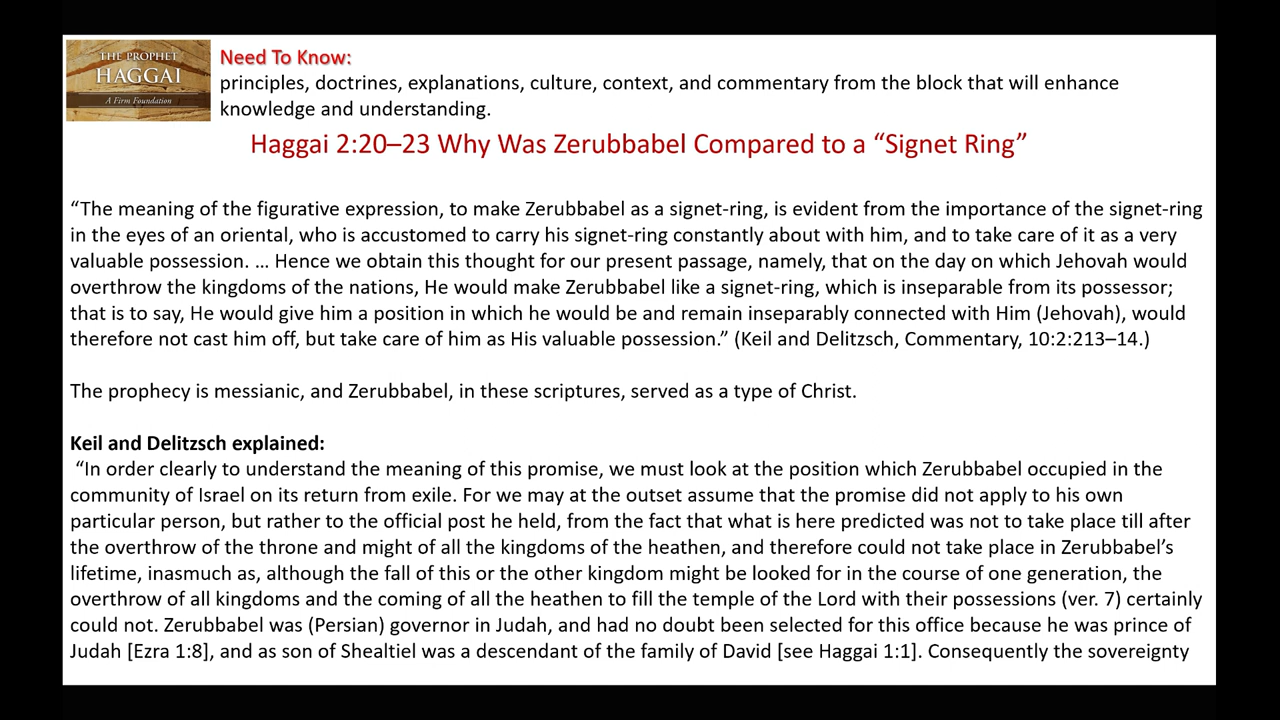 THE PROPHET
HAGGAI
A Firm Foundation
Need To Know:
principles, doctrines, explanations, culture, context, and commentary from the block that will enhance
knowledge and understanding.
Haggai 2:20–23 Why Was Zerubbabel Compared to a “Signet Ring”
“The meaning of the figurative expression, to make Zerubbabel as a signet-ring, is evident from the importance of the signet-ring
in the eyes of an oriental, who is accustomed to carry his signet-ring constantly about with him, and to take care of it as a very
valuable possession. … Hence we obtain this thought for our present passage, namely, that on the day on which Jehovah would
overthrow the kingdoms of the nations, He would make Zerubbabel like a signet-ring, which is inseparable from its possessor;
that is to say, He would give him a position in which he would be and remain inseparably connected with Him (Jehovah), would
therefore not cast him off, but take care of him as His valuable possession.” (Keil and Delitzsch, Commentary, 10:2:213–14.)
The prophecy is messianic, and Zerubbabel, in these scriptures, served as a type of Christ.
Keil and Delitzsch explained:
“In order clearly to understand the meaning of this promise, we must look at the position which Zerubbabel occupied in the
community of Israel on its return from exile. For we may at the outset assume that the promise did not apply to his own
particular person, but rather to the official post he held, from the fact that what is here predicted was not to take place till after
the overthrow of the throne and might of all the kingdoms of the heathen, and therefore could not take place in Zerubbabel’s
lifetime, inasmuch as, although the fall of this or the other kingdom might be looked for in the course of one generation, the
overthrow of all kingdoms and the coming of all the heathen to fill the temple of the Lord with their possessions (ver. 7) certainly
could not. Zerubbabel was (Persian) governor in Judah, and had no doubt been selected for this office because he was prince of
Judah [Ezra 1:8], and as son of Shealtiel was a descendant of the family of David [see Haggai 1:1]. Consequently the sovereignty